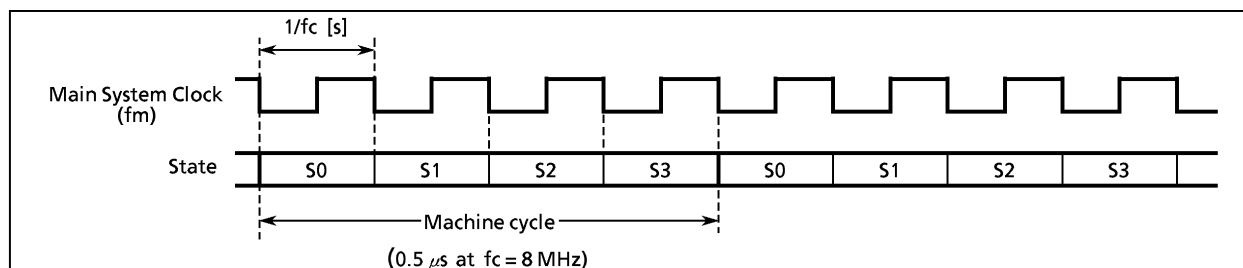 1/fc [s]
Main System Clock
(fm)
State
S0 S1 S2 S3 S0 S1 S2 S3
Machine cycle
(0.5 μs at fc = 8 MHz)